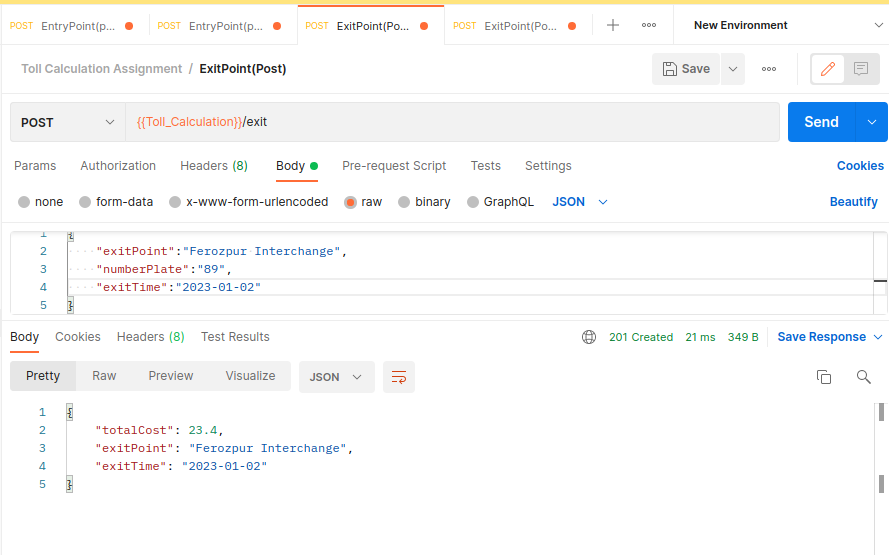 POST EntryPoint(p... POST EntryPoint(p... POST ExitPoint(Po... POST ExitPoint(Po... New Environment
Toll Calculation Assignment / ExitPoint(Post) Save
POST {{Toll_Calculation}}/exit Send
Params Authorization Headers (8) Body Pre-request Script Tests Settings Cookies
none form-data x-www-form-urlencoded raw binary GraphQL JSON Beautify
1 {
2 "exitPoint":"Ferozpur Interchange",
3 "numberPlate":"89",
4 "exitTime":"2023-01-02"
5 }
Body Cookies Headers (8) Test Results 201 Created 21 ms 349 B Save Response
Pretty Raw Preview Visualize JSON
1 {
2 "totalCost": 23.4,
3 "exitPoint": "Ferozpur Interchange",
4 "exitTime": "2023-01-02"
5 }